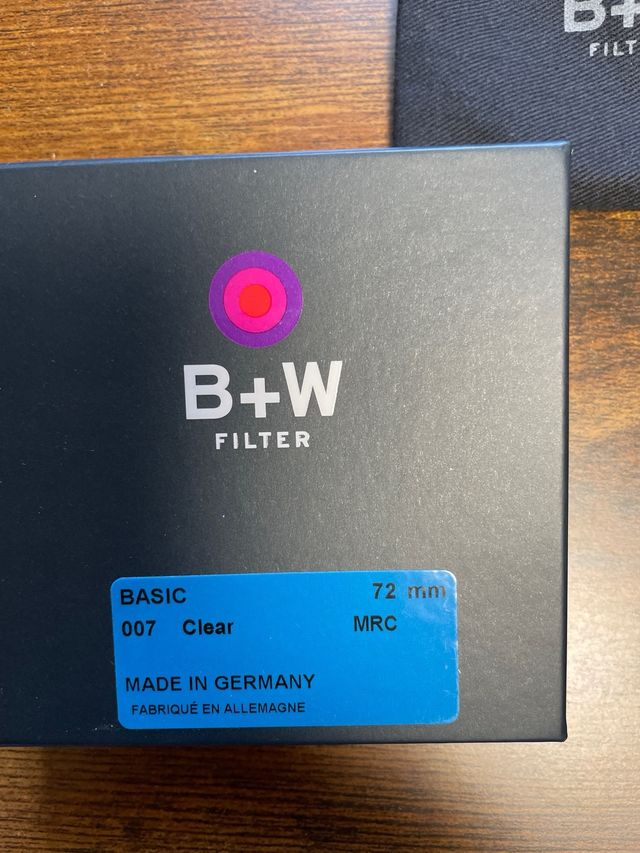 B+
FILT
B+W
FILTER
BASIC 72 mm
007 Clear MRC
MADE IN GERMANY
FABRIQUÉ EN ALLEMAGNE